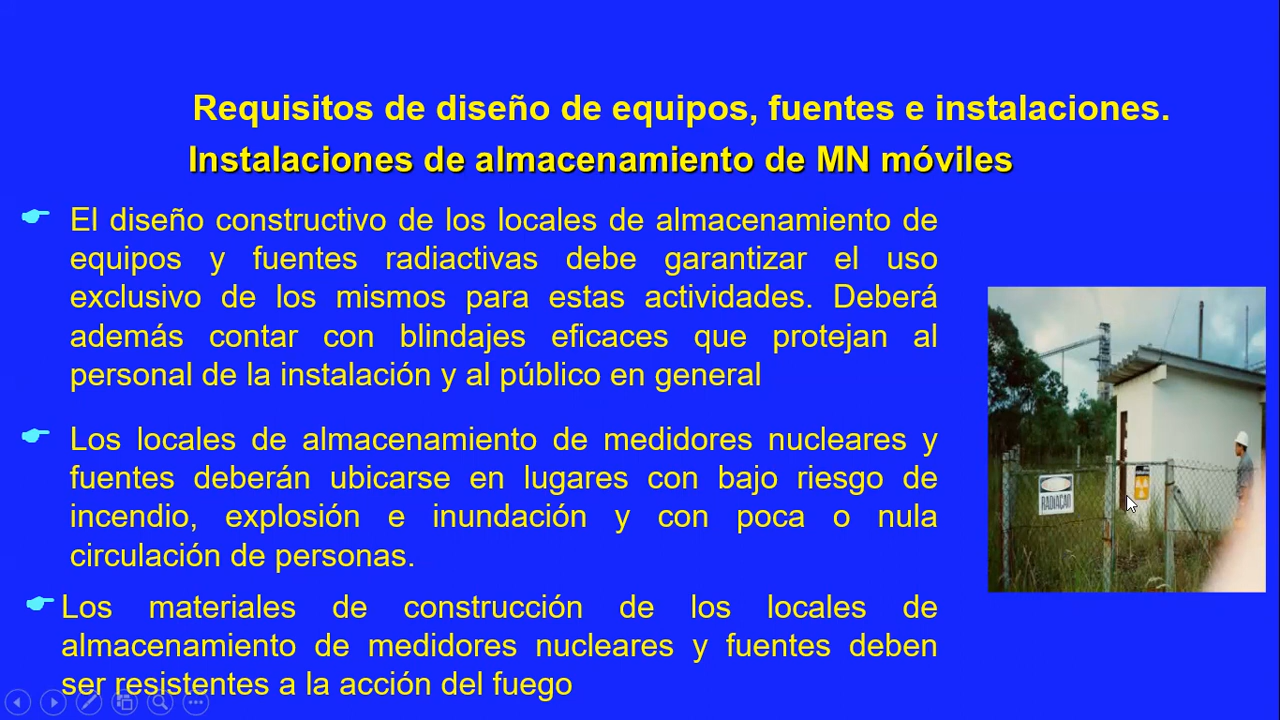 Requisitos de diseño de equipos, fuentes e instalaciones.
Instalaciones de almacenamiento de MN móviles
El diseño constructivo de los locales de almacenamiento de
equipos y fuentes radiactivas debe garantizar el uso
exclusivo de los mismos para estas actividades. Deberá
además contar con blindajes eficaces que protejan al
personal de la instalación y al público en general
Los locales de almacenamiento de medidores nucleares y
fuentes deberán ubicarse en lugares con bajo riesgo de
incendio, explosión e inundación y con poca o nula
circulación de personas.
Los materiales de construcción de los locales de
almacenamiento de medidores nucleares y fuentes deben
ser resistentes a la acción del fuego
RADIAÇÃO